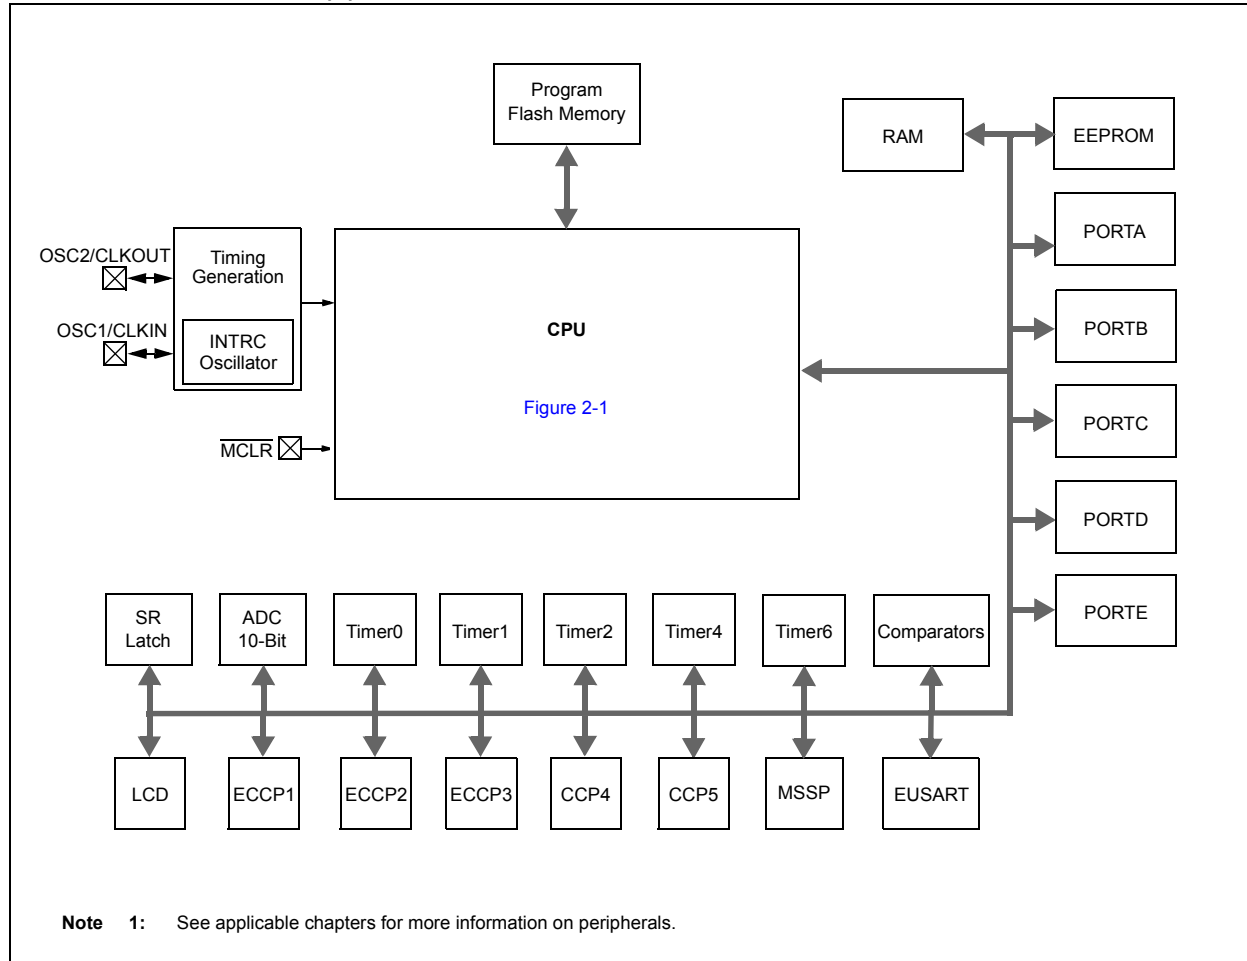 Program
Flash Memory
RAM
EEPROM
PORTA
PORTB
PORTC
PORTD
PORTE
OSC2/CLKOUT
OSC1/CLKIN
Timing
Generation
INTRC
Oscillator
MCLR
CPU
Figure 2-1
SR
Latch
ADC
10-Bit
Timer0
Timer1
Timer2
Timer4
Timer6
Comparators
LCD
ECCP1
ECCP2
ECCP3
CCP4
CCP5
MSSP
EUSART
Note 1: See applicable chapters for more information on peripherals.